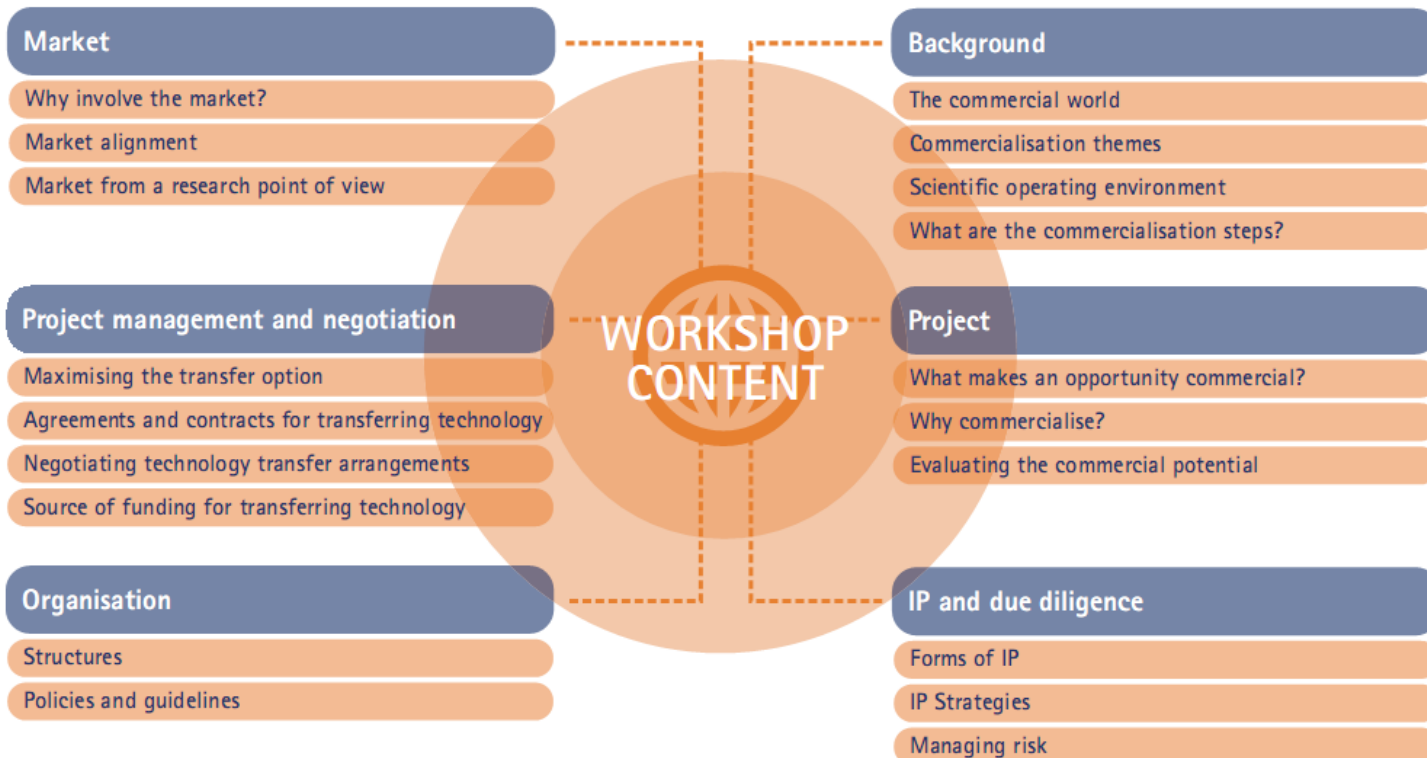 Market
Why involve the market?
Market alignment
Market from a research point of view
Project management and negotiation
Maximising the transfer option
Agreements and contracts for transferring technology
Negotiating technology transfer arrangements
Source of funding for transferring technology
Organisation
Structures
Policies and guidelines
WORKSHOP
CONTENT
Background
The commercial world
Commercialisation themes
Scientific operating environment
What are the commercialisation steps?
Project
What makes an opportunity commercial?
Why commercialise?
Evaluating the commercial potential
IP and due diligence
Forms of IP
IP Strategies
Managing risk